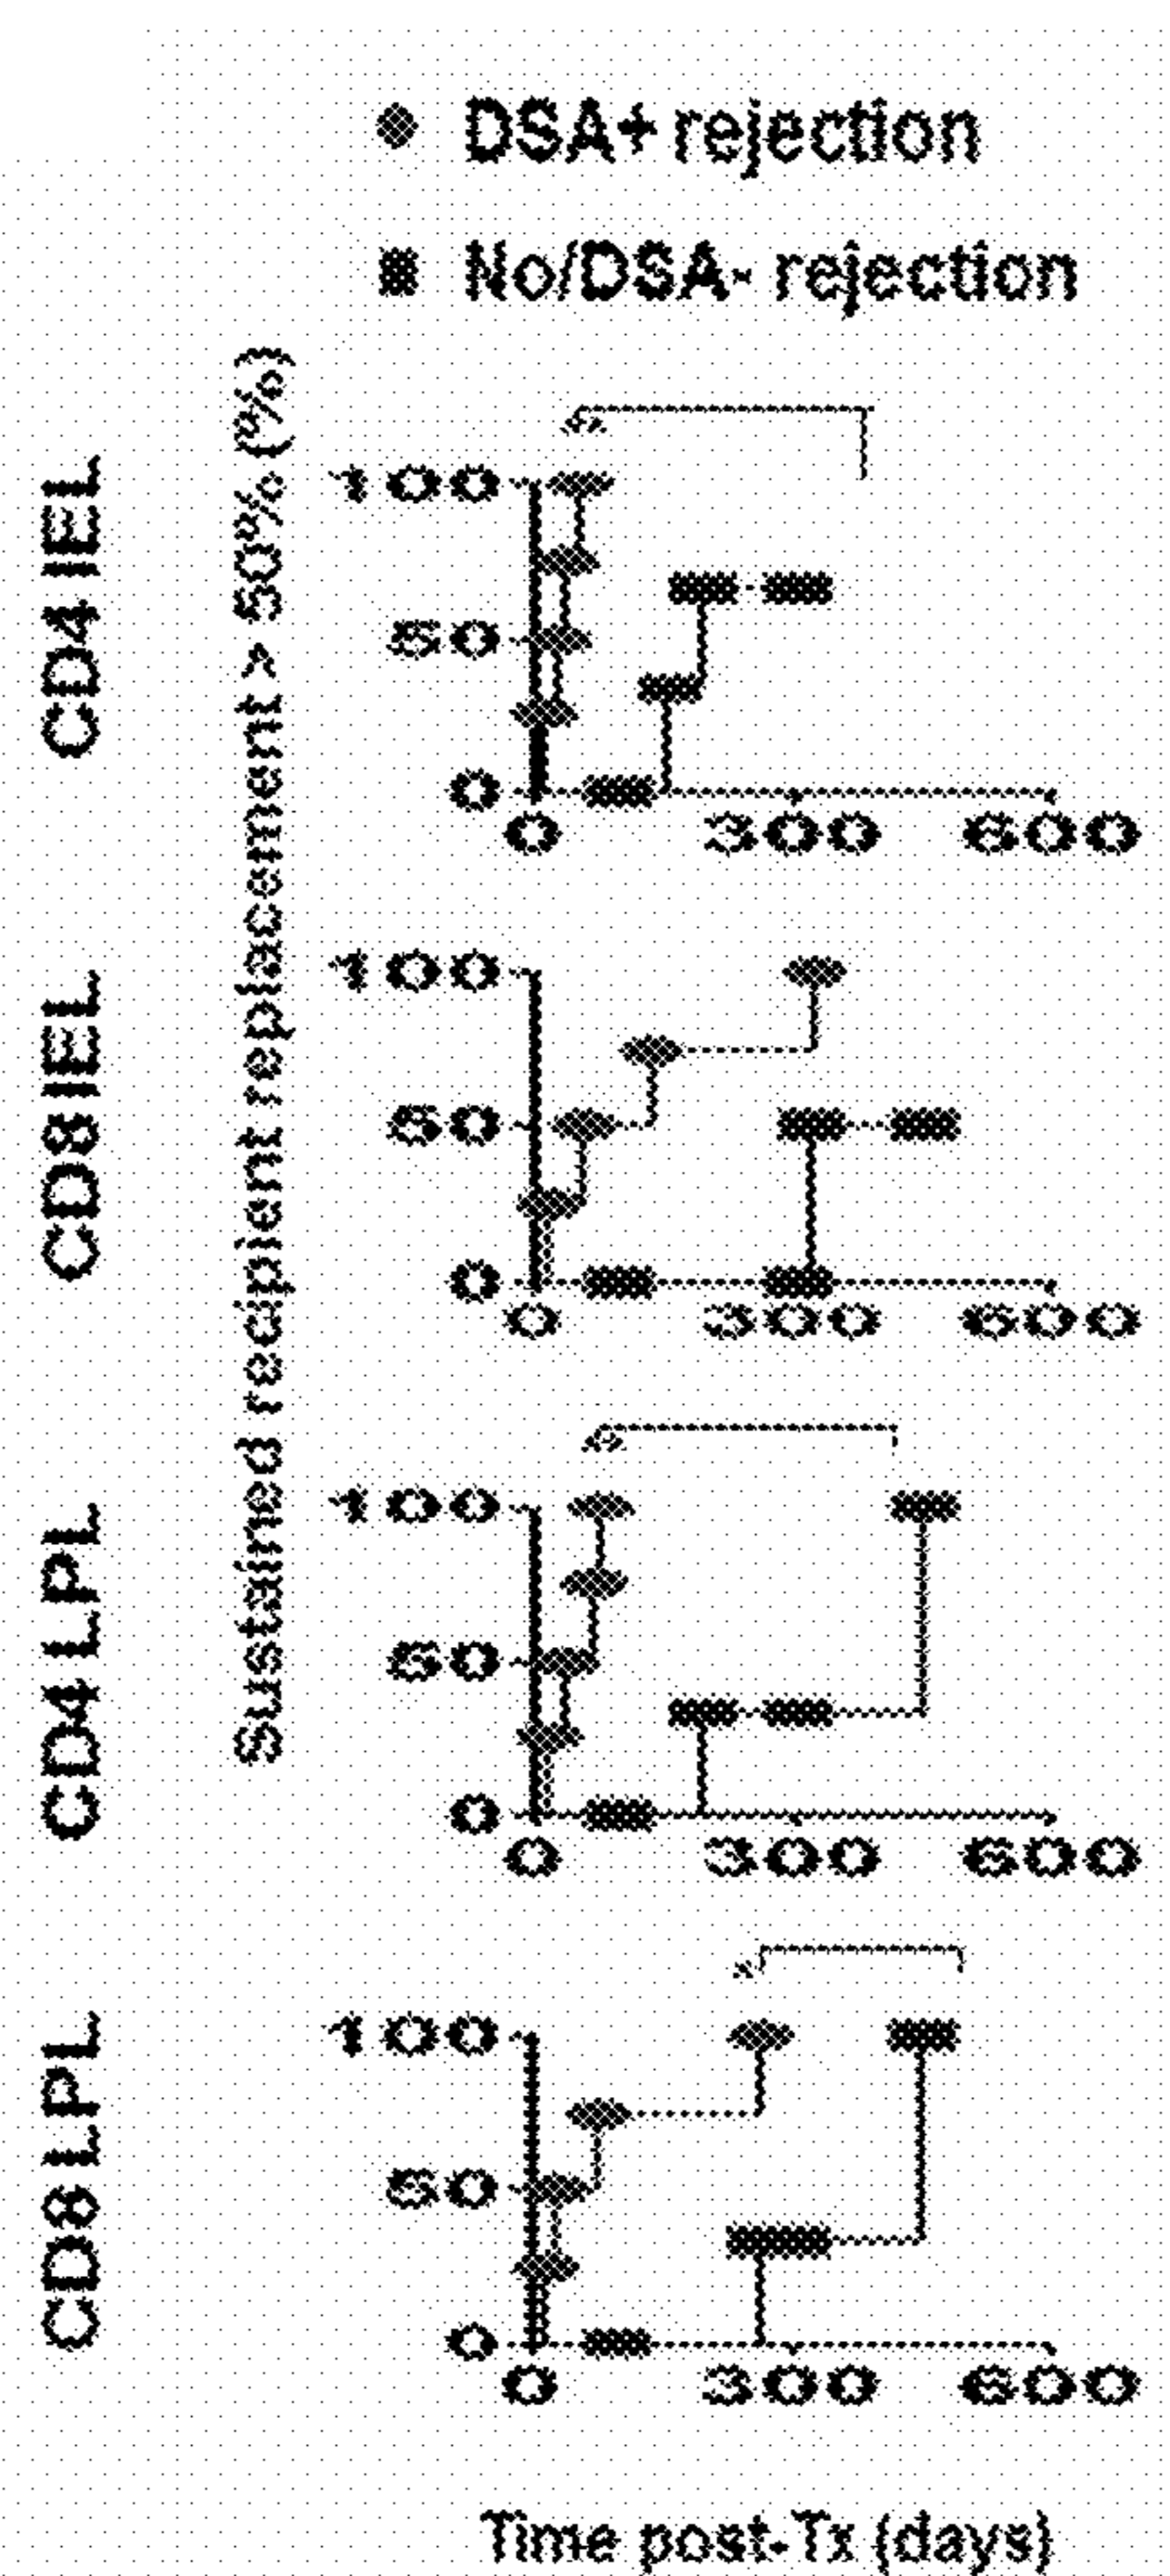 DSA+ rejection
No/DSA- rejection
Sustained recipient replacement > 50% (%)
CD4 IEL
100
50
0
0 300 600
CD8 IEL
100
50
0
0 300 600
CD4 LPL
100
50
0
0 300 600
CD8 LPL
100
50
0
0 300 600
Time post-Tx (days)